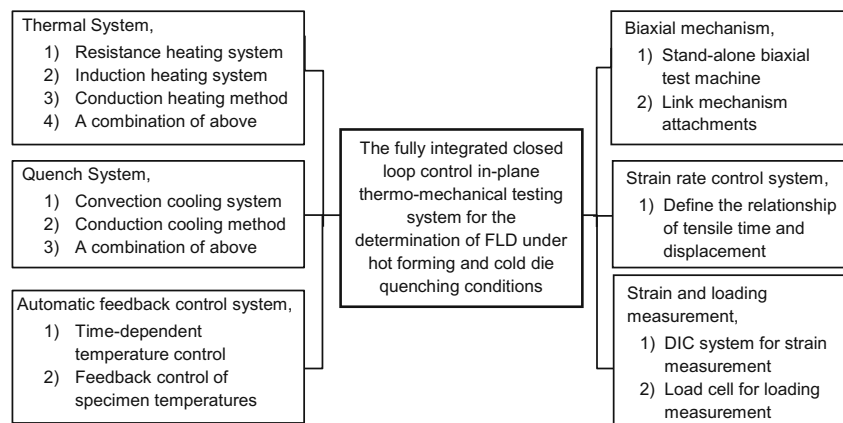 Thermal System,
1) Resistance heating system
2) Induction heating system
3) Conduction heating method
4) A combination of above
Quench System,
1) Convection cooling system
2) Conduction cooling method
3) A combination of above
Automatic feedback control system,
1) Time-dependent
temperature control
2) Feedback control of
specimen temperatures
The fully integrated closed
loop control in-plane
thermo-mechanical testing
system for the
determination of FLD under
hot forming and cold die
quenching conditions
Biaxial mechanism,
1) Stand-alone biaxial
test machine
2) Link mechanism
attachments
Strain rate control system,
1) Define the relationship
of tensile time and
displacement
Strain and loading
measurement,
1) DIC system for strain
measurement
2) Load cell for loading
measurement